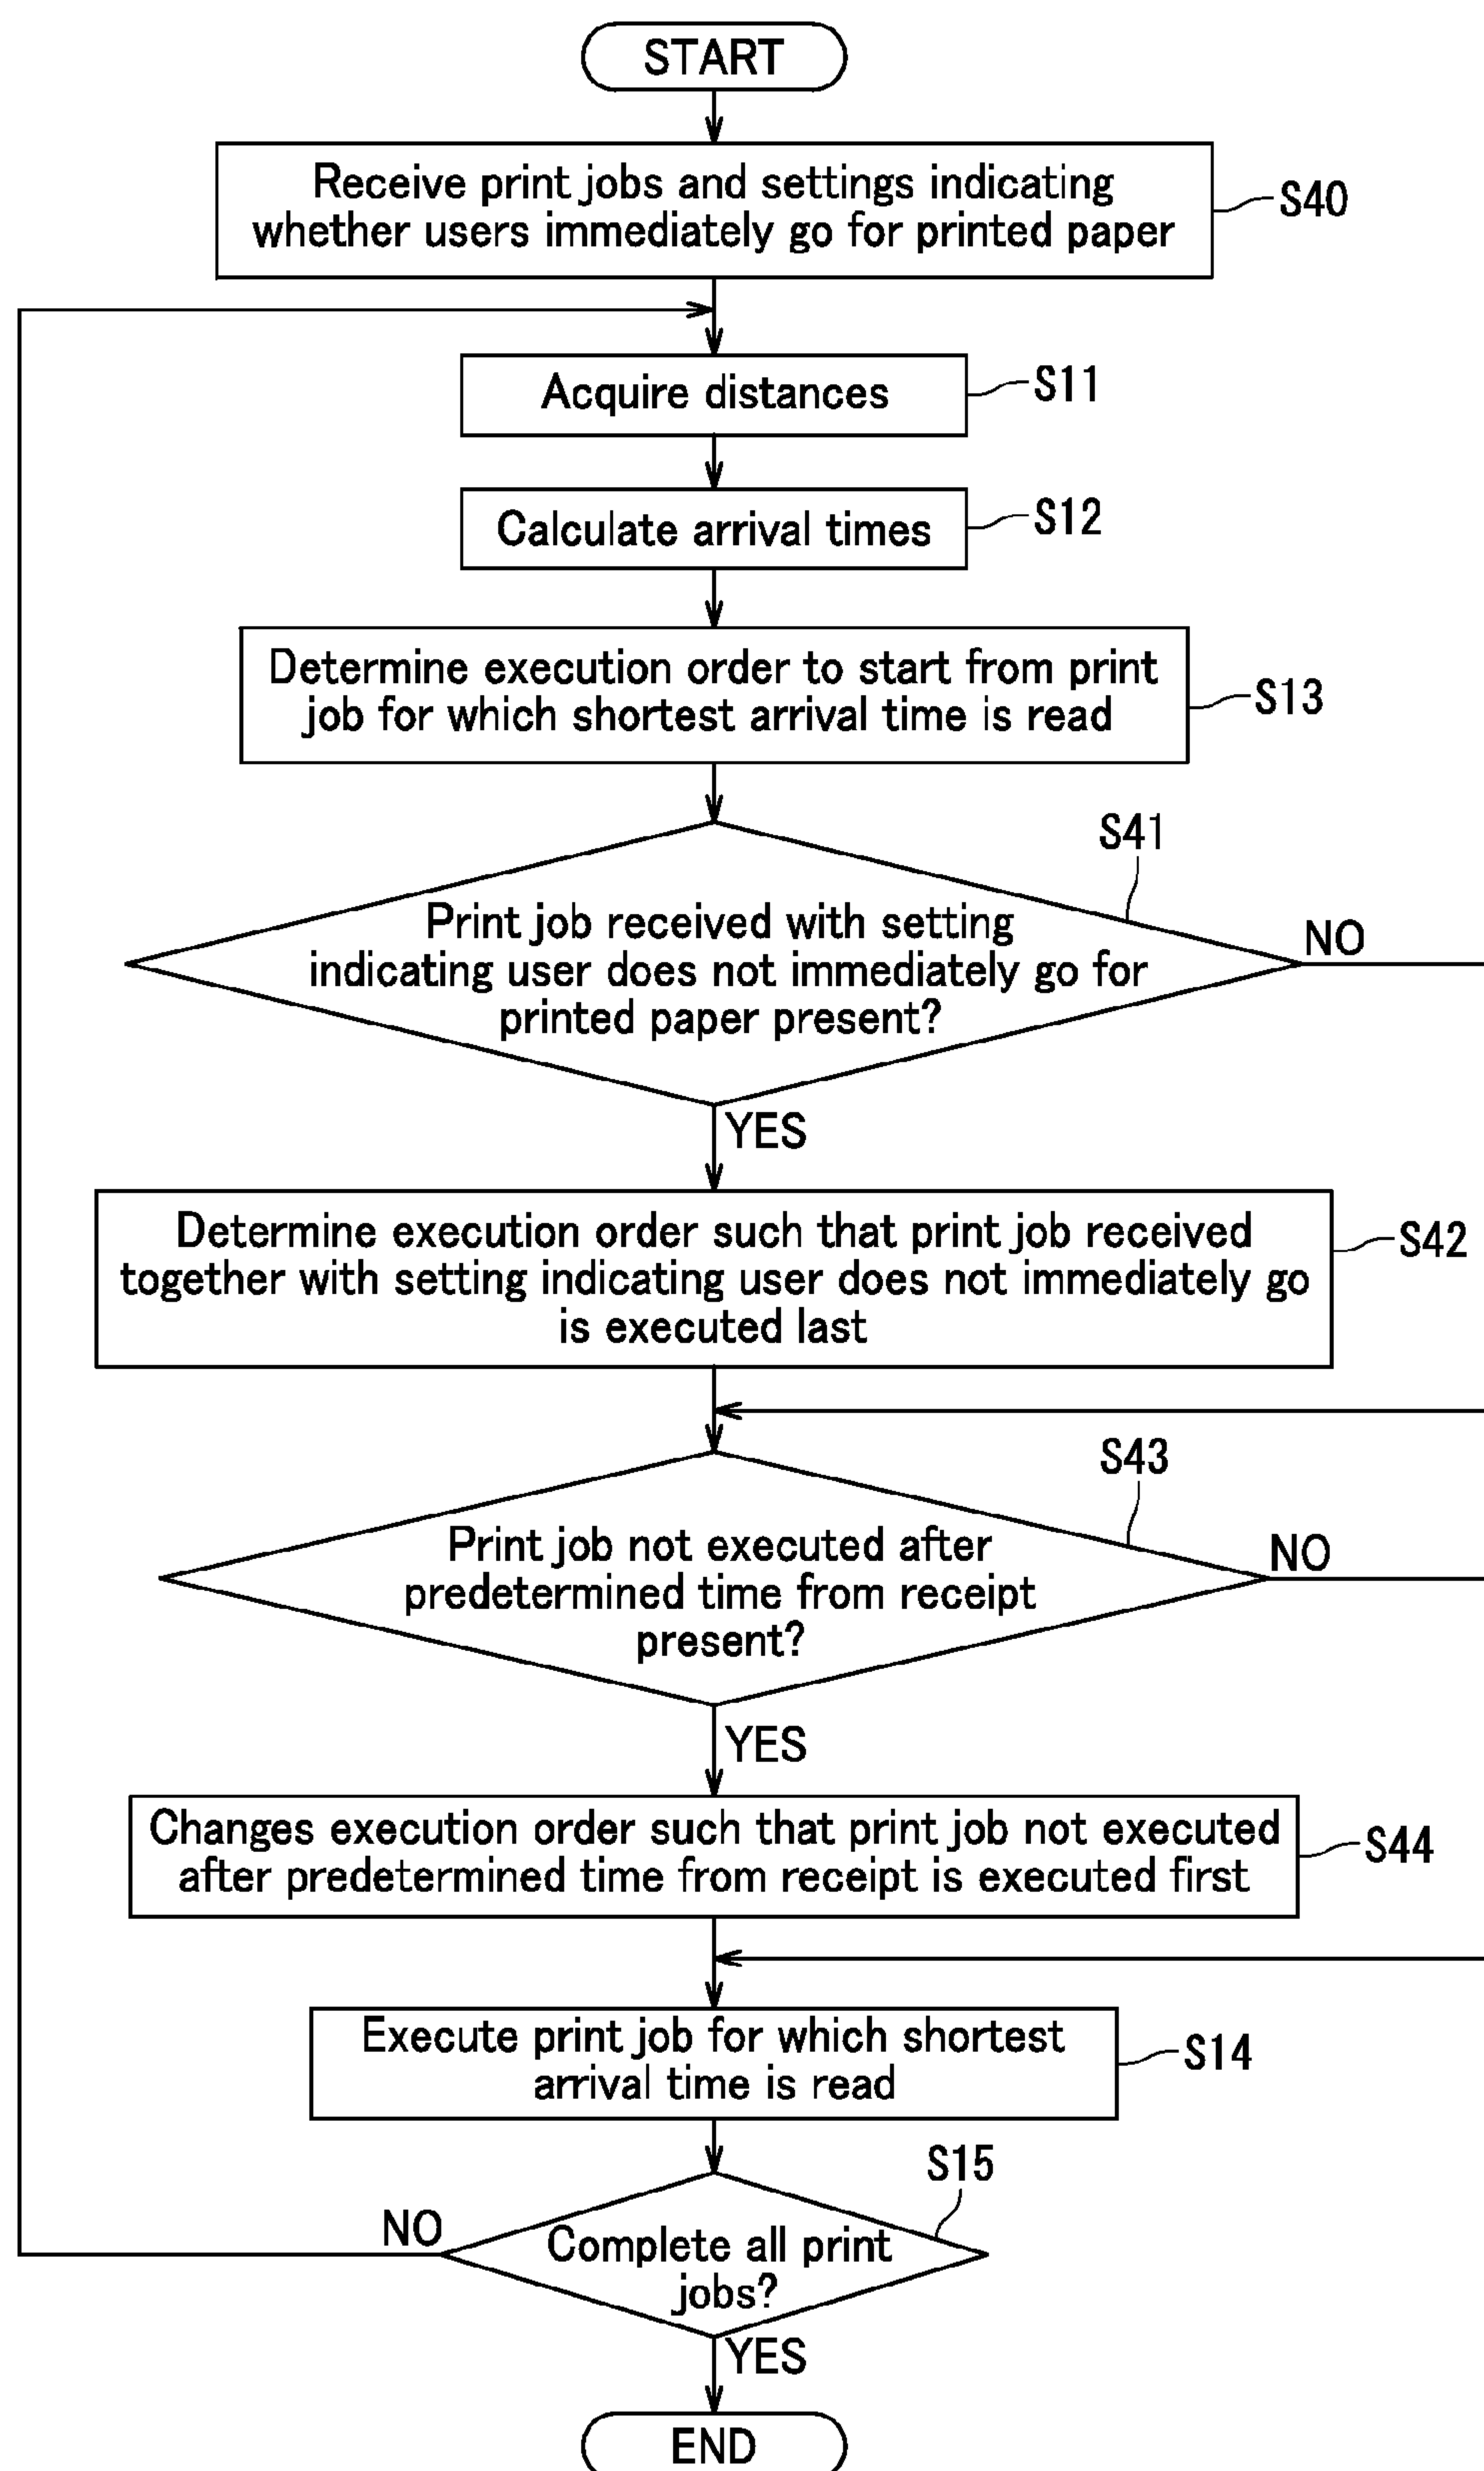 START
Receive print jobs and settings indicating
whether users immediately go for printed paper
S40
Acquire distances
S11
Calculate arrival times
S12
Determine execution order to start from print
job for which shortest arrival time is read
S13
S41
Print job received with setting
indicating user does not immediately go for
printed paper present?
NO
YES
Determine execution order such that print job received
together with setting indicating user does not immediately go
is executed last
S42
S43
Print job not executed after
predetermined time from receipt
present?
NO
YES
Changes execution order such that print job not executed
after predetermined time from receipt is executed first
S44
Execute print job for which shortest
arrival time is read
S14
S15
NO
Complete all print
jobs?
YES
END